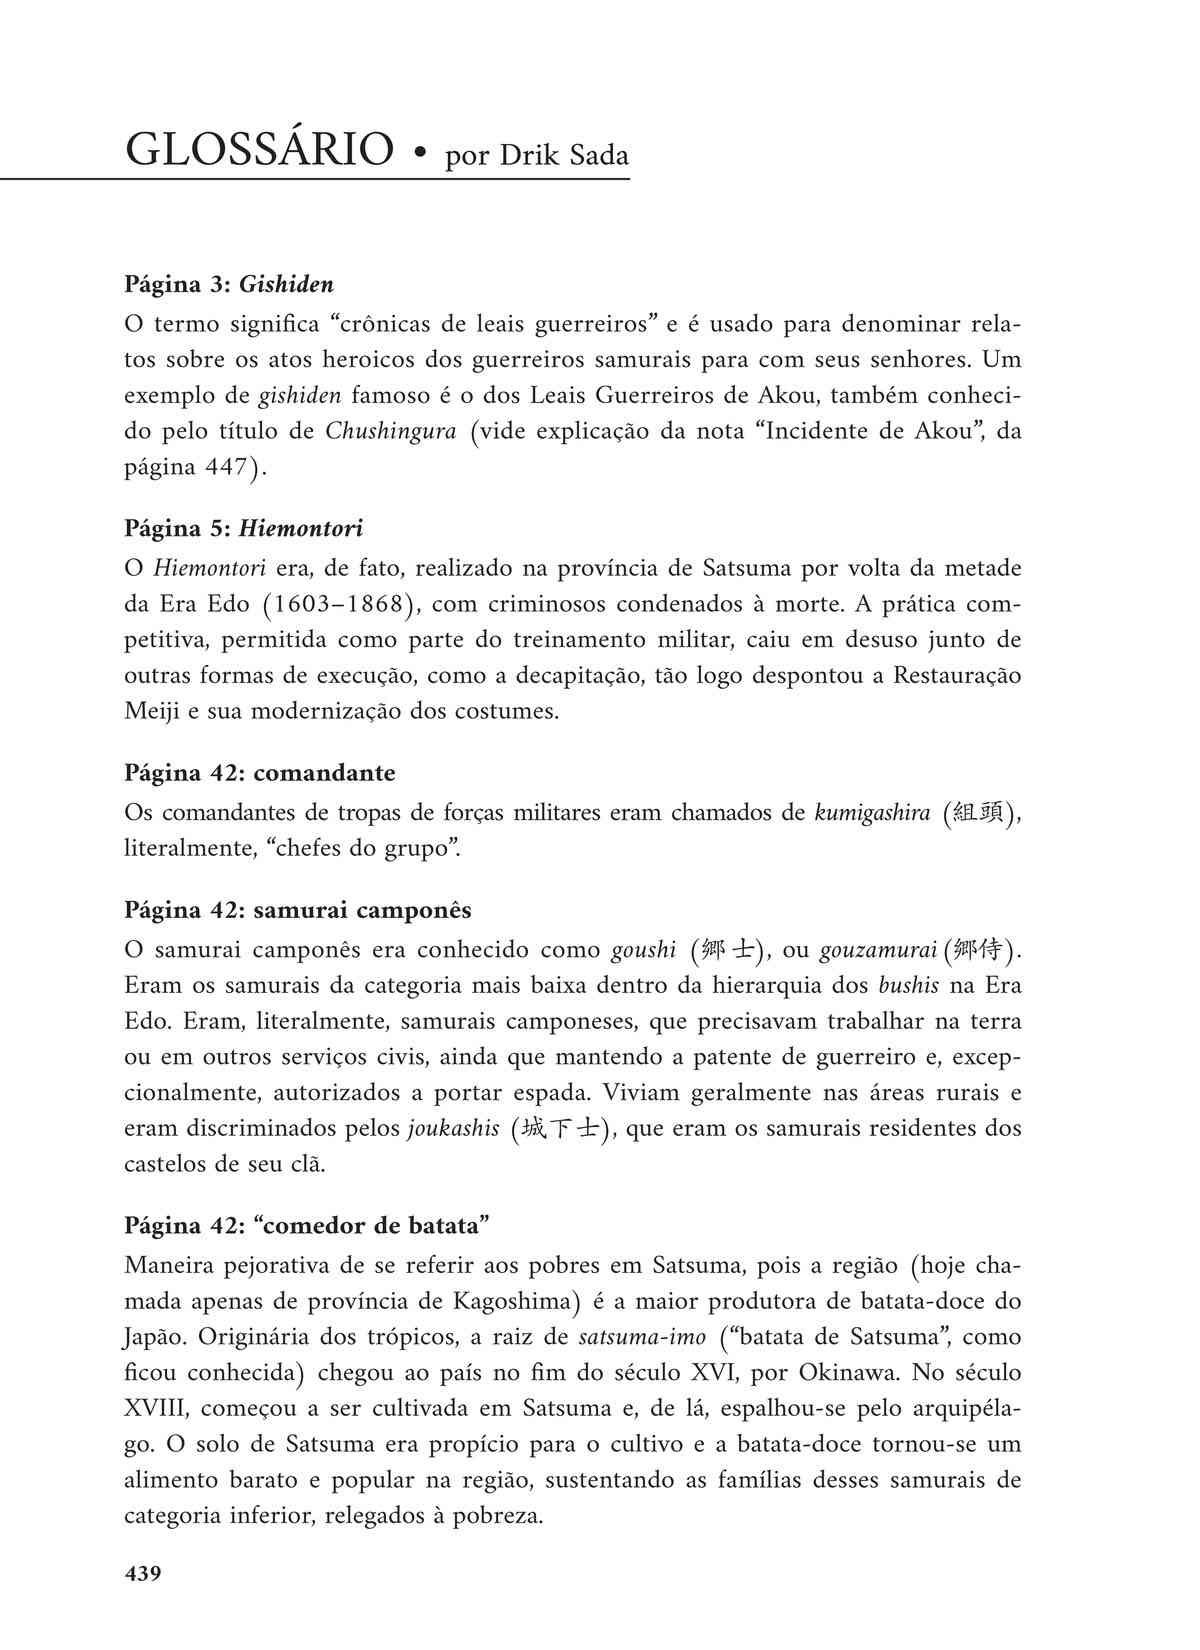 GLOSSÁRIO • por Drik Sada
Página 3: Gishiden
O termo significa “crônicas de leais guerreiros” e é usado para denominar rela-
tos sobre os atos heroicos dos guerreiros samurais para com seus senhores. Um
exemplo de gishiden famoso é o dos Leais Guerreiros de Akou, também conheci-
do pelo título de Chushingura (vide explicação da nota “Incidente de Akou”, da
página 447).
Página 5: Hiemontori
O Hiemontori era, de fato, realizado na província de Satsuma por volta da metade
da Era Edo (1603–1868), com criminosos condenados à morte. A prática com-
petitiva, permitida como parte do treinamento militar, caiu em desuso junto de
outras formas de execução, como a decapitação, tão logo despontou a Restauração
Meiji e sua modernização dos costumes.
Página 42: comandante
Os comandantes de tropas de forças militares eram chamados de kumigashira (組頭),
literalmente, “chefes do grupo”.
Página 42: samurai camponês
O samurai camponês era conhecido como goushi (郷士), ou gouzamurai (郷侍).
Eram os samurais da categoria mais baixa dentro da hierarquia dos bushis na Era
Edo. Eram, literalmente, samurais camponeses, que precisavam trabalhar na terra
ou em outros serviços civis, ainda que mantendo a patente de guerreiro e, excep-
cionalmente, autorizados a portar espada. Viviam geralmente nas áreas rurais e
eram discriminados pelos joukashis (城下士), que eram os samurais residentes dos
castelos de seu clã.
Página 42: “comedor de batata”
Maneira pejorativa de se referir aos pobres em Satsuma, pois a região (hoje cha-
mada apenas de província de Kagoshima) é a maior produtora de batata-doce do
Japão. Originária dos trópicos, a raiz de satsuma-imo (“batata de Satsuma”, como
ficou conhecida) chegou ao país no fim do século XVI, por Okinawa. No século
XVIII, começou a ser cultivada em Satsuma e, de lá, espalhou-se pelo arquipéla-
go. O solo de Satsuma era propício para o cultivo e a batata-doce tornou-se um
alimento barato e popular na região, sustentando as famílias desses samurais de
categoria inferior, relegados à pobreza.
439